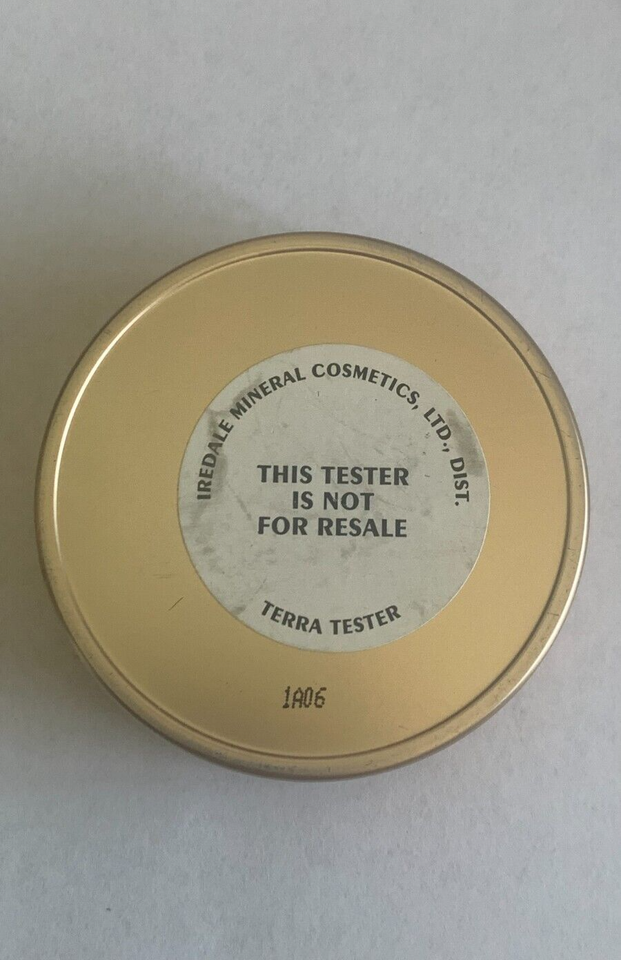 IREDALE MINERAL COSMETICS, LTD., DIST.
THIS TESTER
IS NOT
FOR RESALE
TERRA TESTER
1A06